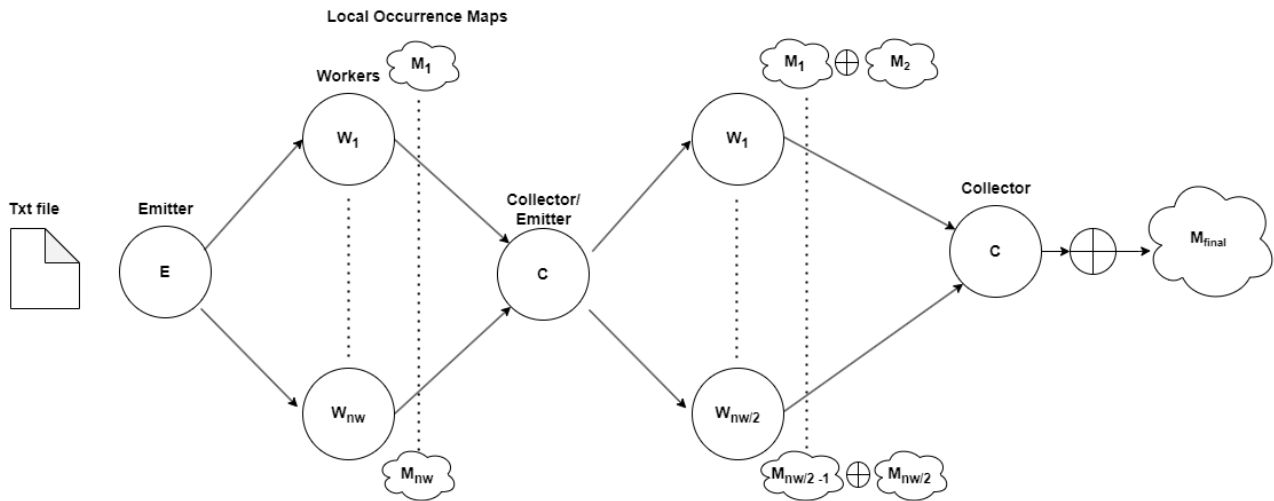 Local Occurrence Maps
M1
M1 M2
Workers
W1
W1
Collector
Txt file
Emitter
Collector/
Emitter
E
C
C
Mfinal
Wnw
Wnw/2
Mnw
Mnw/2 -1 Mnw/2